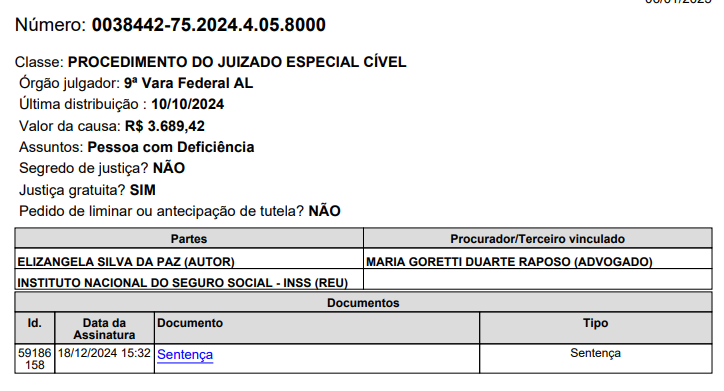 Número: 0038442-75.2024.4.05.8000
Classe: PROCEDIMENTO DO JUIZADO ESPECIAL CÍVEL
Órgão julgador: 9ª Vara Federal AL
Última distribuição : 10/10/2024
Valor da causa: R$ 3.689,42
Assuntos: Pessoa com Deficiência
Segredo de justiça? NÃO
Justiça gratuita? SIM
Pedido de liminar ou antecipação de tutela? NÃO
Partes Procurador/Terceiro vinculado
ELIZANGELA SILVA DA PAZ (AUTOR) MARIA GORETTI DUARTE RAPOSO (ADVOGADO)
INSTITUTO NACIONAL DO SEGURO SOCIAL - INSS (REU)
Documentos
Id. Data da Documento Tipo
Assinatura
59186 18/12/2024 15:32 Sentença Sentença
158